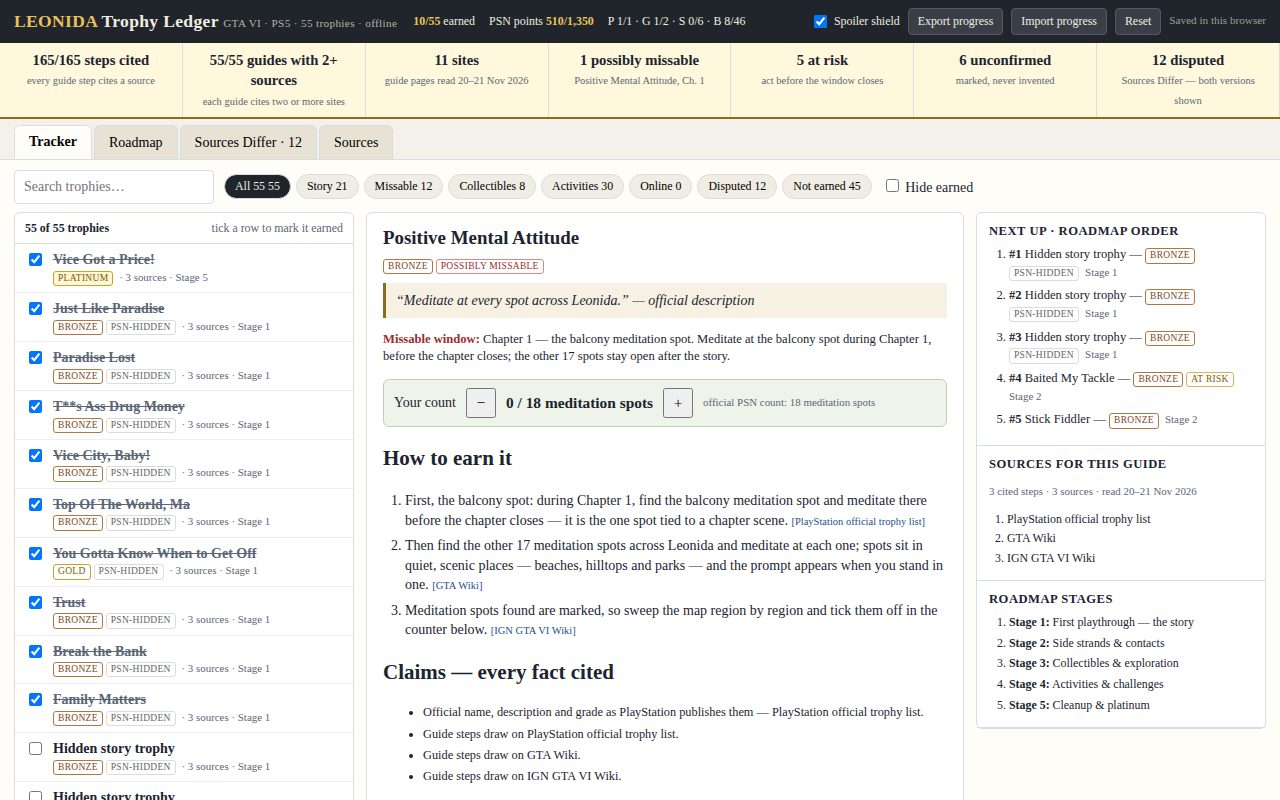 LEONIDA Trophy Ledger GTA VI · PS5 · 55 trophies · offline
10/55 earned PSN points 510/1,350 P 1/1 · G 1/2 · S 0/6 · B 8/46
Spoiler shield Export progress Import progress Reset Saved in this browser
165/165 steps cited
every guide step cites a source
55/55 guides with 2+
sources
each guide cites two or more sites
11 sites
guide pages read 20–21 Nov 2026
1 possibly missable
Positive Mental Attitude, Ch. 1
5 at risk
act before the window closes
6 unconfirmed
marked, never invented
12 disputed
Sources Differ — both versions
shown
Tracker Roadmap Sources Differ · 12 Sources
Search trophies… All 55 55 Story 21 Missable 12 Collectibles 8 Activities 30 Online 0 Disputed 12 Not earned 45 Hide earned
55 of 55 trophies tick a row to mark it earned
Vice Got a Price!
PLATINUM · 3 sources · Stage 5
Just Like Paradise
BRONZE PSN-HIDDEN · 3 sources · Stage 1
Paradise Lost
BRONZE PSN-HIDDEN · 3 sources · Stage 1
T**s Ass Drug Money
BRONZE PSN-HIDDEN · 3 sources · Stage 1
Vice City, Baby!
BRONZE PSN-HIDDEN · 3 sources · Stage 1
Top Of The World, Ma
BRONZE PSN-HIDDEN · 3 sources · Stage 1
You Gotta Know When to Get Off
GOLD PSN-HIDDEN · 3 sources · Stage 1
Trust
BRONZE PSN-HIDDEN · 3 sources · Stage 1
Break the Bank
BRONZE PSN-HIDDEN · 3 sources · Stage 1
Family Matters
BRONZE PSN-HIDDEN · 3 sources · Stage 1
Hidden story trophy
BRONZE PSN-HIDDEN · 3 sources · Stage 1
Hidden story trophy
Positive Mental Attitude
BRONZE POSSIBLY MISSABLE
“Meditate at every spot across Leonida.” — official description
Missable window: Chapter 1 — the balcony meditation spot. Meditate at the balcony spot during Chapter 1,
before the chapter closes; the other 17 spots stay open after the story.
Your count − 0 / 18 meditation spots + official PSN count: 18 meditation spots
How to earn it
1. First, the balcony spot: during Chapter 1, find the balcony meditation spot and meditate there
before the chapter closes — it is the one spot tied to a chapter scene. [PlayStation official trophy list]
2. Then find the other 17 meditation spots across Leonida and meditate at each one; spots sit in
quiet, scenic places — beaches, hilltops and parks — and the prompt appears when you stand in
one. [GTA Wiki]
3. Meditation spots found are marked, so sweep the map region by region and tick them off in the
counter below. [IGN GTA VI Wiki]
Claims — every fact cited
• Official name, description and grade as PlayStation publishes them — PlayStation official trophy list.
• Guide steps draw on PlayStation official trophy list.
• Guide steps draw on GTA Wiki.
• Guide steps draw on IGN GTA VI Wiki.
NEXT UP · ROADMAP ORDER
1. #1 Hidden story trophy — BRONZE
PSN-HIDDEN Stage 1
2. #2 Hidden story trophy — BRONZE
PSN-HIDDEN Stage 1
3. #3 Hidden story trophy — BRONZE
PSN-HIDDEN Stage 1
4. #4 Baited My Tackle — BRONZE AT RISK
Stage 2
5. #5 Stick Fiddler — BRONZE Stage 2
SOURCES FOR THIS GUIDE
3 cited steps · 3 sources · read 20–21 Nov 2026
1. PlayStation official trophy list
2. GTA Wiki
3. IGN GTA VI Wiki
ROADMAP STAGES
1. Stage 1: First playthrough — the story
2. Stage 2: Side strands & contacts
3. Stage 3: Collectibles & exploration
4. Stage 4: Activities & challenges
5. Stage 5: Cleanup & platinum